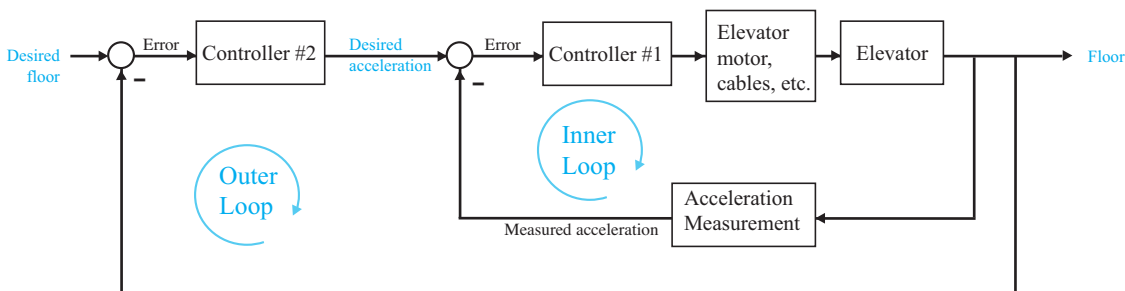 Desired
floor
Error
Controller #2
Desired
acceleration
Error
Controller #1
Elevator
motor,
cables, etc.
Elevator
Floor
Inner
Loop
Outer
Loop
Acceleration
Measurement
Measured acceleration